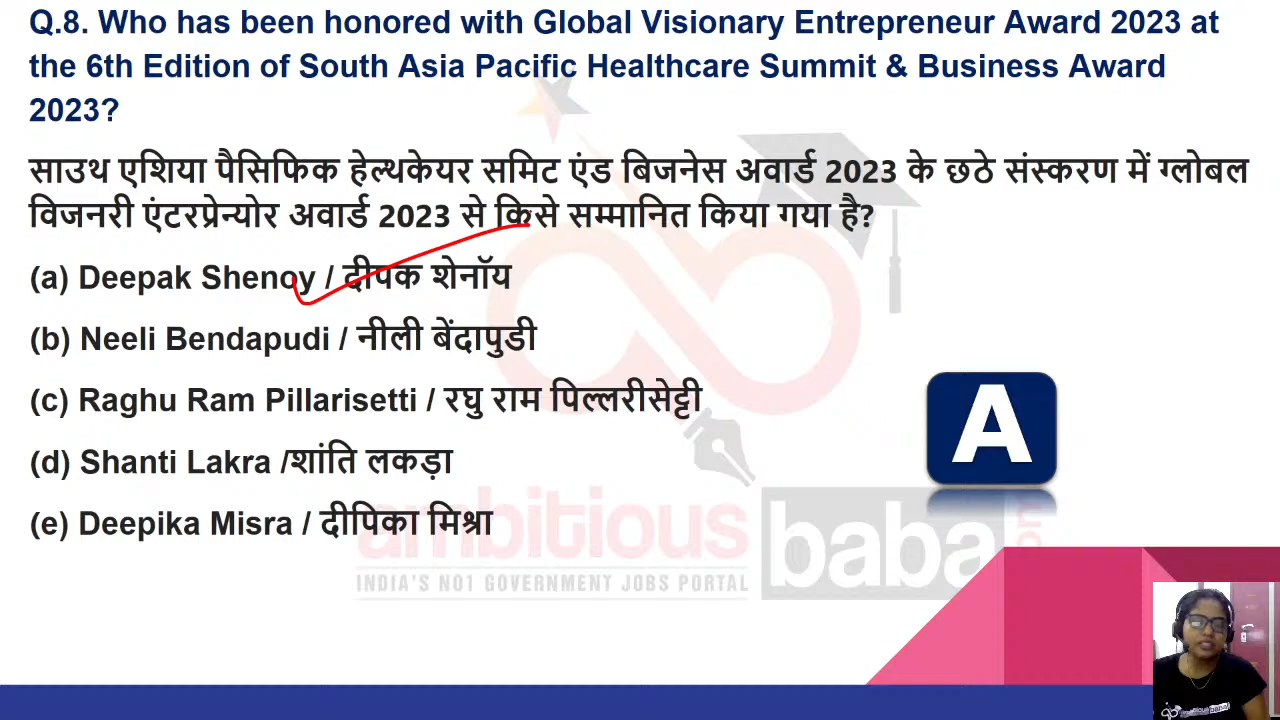 Q.8. Who has been honored with Global Visionary Entrepreneur Award 2023 at
the 6th Edition of South Asia Pacific Healthcare Summit & Business Award
2023?
साउथ एशिया पैसिफिक हेल्थकेयर समिट एंड बिजनेस अवार्ड 2023 के छठे संस्करण में ग्लोबल
विजनरी एंटरप्रेन्योर अवार्ड 2023 से किसे सम्मानित किया गया है?
(a) Deepak Shenoy / दीपक शेनॉय
(b) Neeli Bendapudi / नीली बेंदापुडी
(c) Raghu Ram Pillarisetti / रघु राम पिल्लरीसेट्टी
A
(d) Shanti Lakra /शांति लकड़ा
(e) Deepika Misra / दीपिका मिश्रा
ambitious baba
INDIA'S NO1 GOVERNMENT JOBS PORTAL